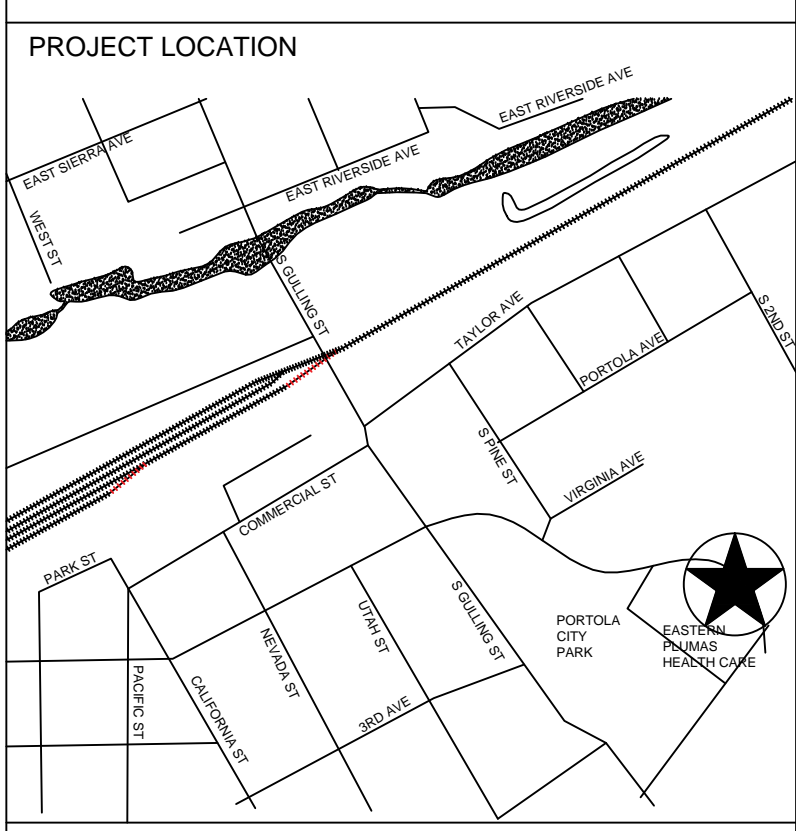 PROJECT LOCATION
EAST RIVERSIDE AVE
EAST SIERRA AVE
EAST RIVERSIDE AVE
WEST ST
S GULLING ST
TAYLOR AVE
S 2ND ST
PORTOLA AVE
S PINE ST
VIRGINIA AVE
COMMERCIAL ST
PARK ST
S GULLING ST
UTAH ST
NEVADA ST
PORTOLA
CITY
PARK
EASTERN
PLUMAS
HEALTH CARE
PACIFIC ST
CALIFORNIA ST
3RD AVE